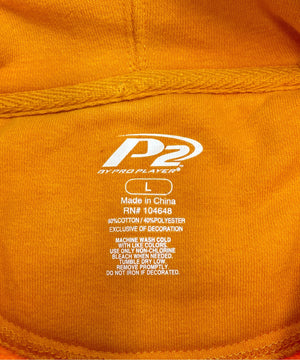 P2
BY PRO PLAYER®
L
Made in China
RN# 104648
60%COTTON / 40%POLYESTER
EXCLUSIVE OF DECORATION
MACHINE WASH COLD
WITH LIKE COLORS.
USE ONLY NON-CHLORINE
BLEACH WHEN NEEDED.
TUMBLE DRY LOW.
REMOVE PROMPTLY.
DO NOT IRON IF DECORATED.